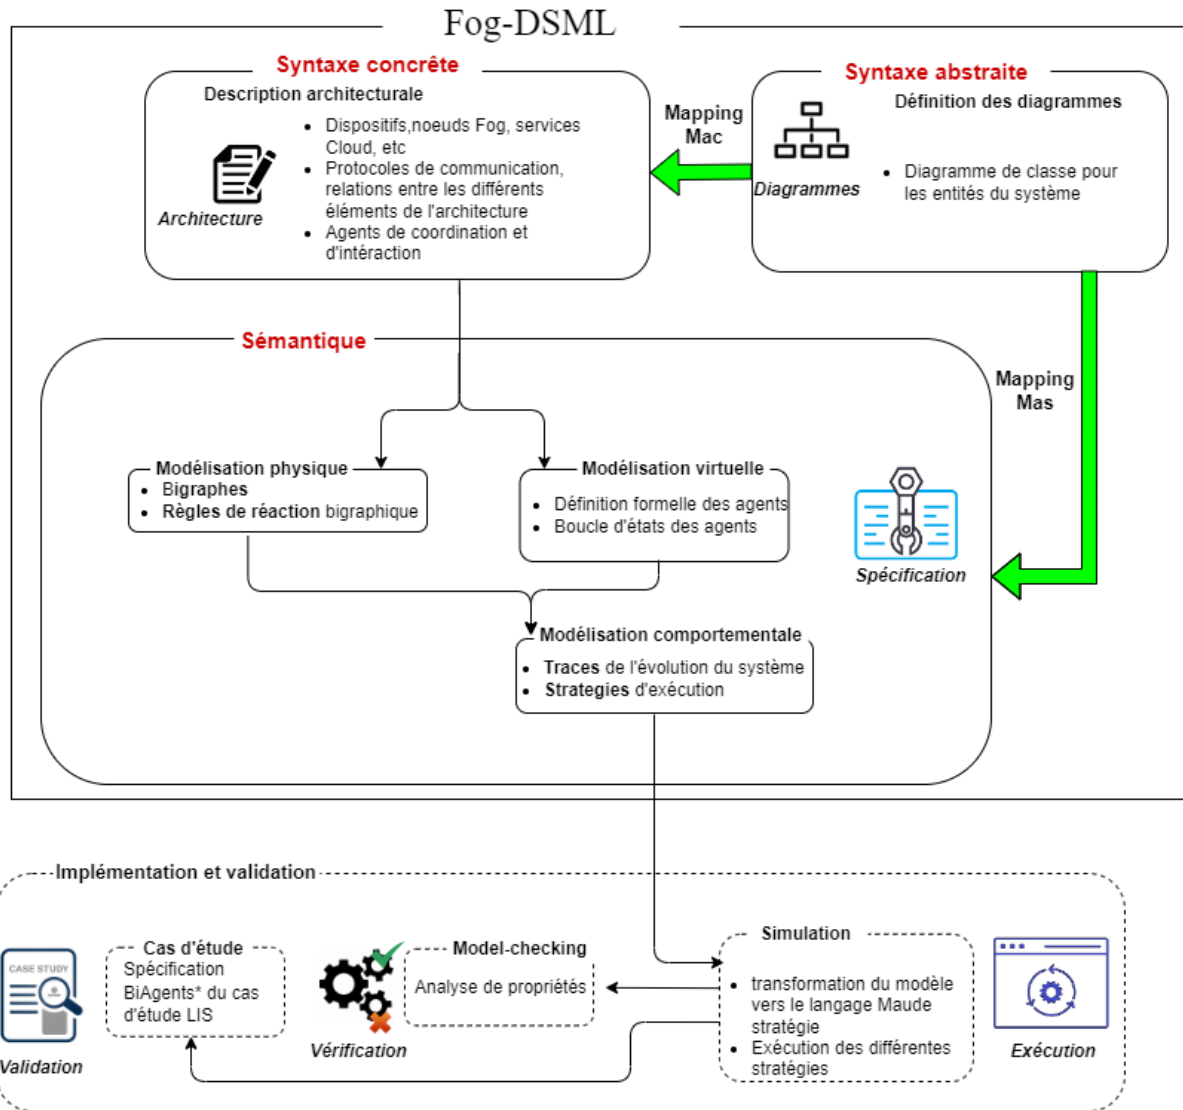 Fog-DSML
Syntaxe concrète
Description architecturale
Architecture
• Dispositifs,noeuds Fog, services
Cloud, etc
• Protocoles de communication,
relations entre les différents
éléments de l'architecture
• Agents de coordination et
d'intéraction
Mapping
Mac
Syntaxe abstraite
Définition des diagrammes
Diagrammes
• Diagramme de classe pour
les entités du système
Mapping
Mas
Sémantique
Modélisation physique
• Bigraphes
• Règles de réaction bigraphique
Modélisation virtuelle
• Définition formelle des agents
• Boucle d'états des agents
Spécification
Modélisation comportementale
• Traces de l'évolution du système
• Strategies d'exécution
Implémentation et validation
CASE STUDY
Validation
Cas d'étude
Spécification
BiAgents* du cas
d'étude LIS
Vérification
Model-checking
Analyse de propriétés
Simulation
• transformation du modèle
vers le langage Maude
stratégie
• Exécution des différentes
stratégies
Exécution